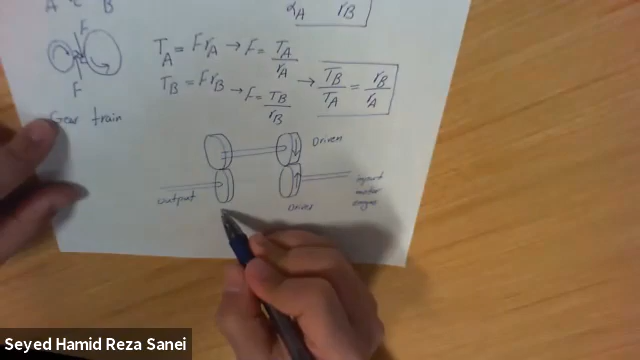 A C B
α_A r_B
F
T_A = F r_A → F = T_A / r_A
T_B = F r_B → F = T_B / r_B → T_B / T_A = r_B / r_A
F
Gear train
Driven
output
Driver
input
motor
engine
Seyed Hamid Reza Sanei